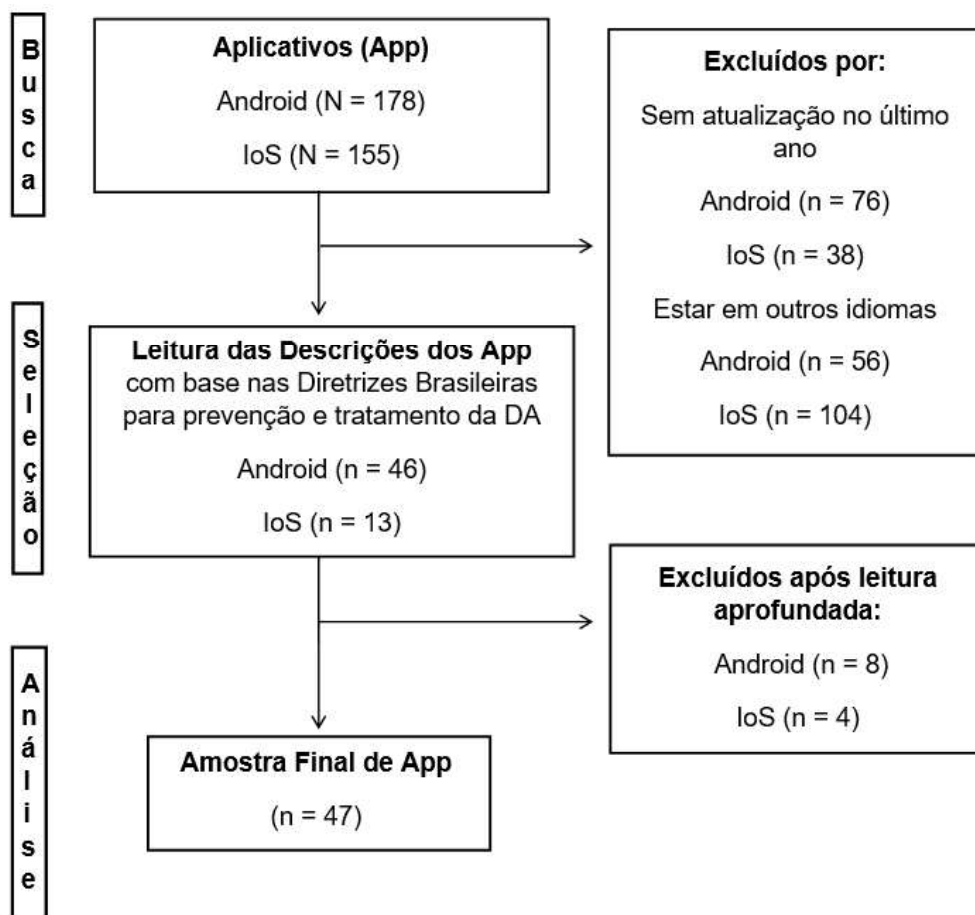 Busca
Aplicativos (App)
Android (N = 178)
IoS (N = 155)
Excluídos por:
Sem atualização no último
ano
Android (n = 76)
IoS (n = 38)
Estar em outros idiomas
Android (n = 56)
IoS (n = 104)
Seleção
Leitura das Descrições dos App
com base nas Diretrizes Brasileiras
para prevenção e tratamento da DA
Android (n = 46)
IoS (n = 13)
Excluídos após leitura
aprofundada:
Android (n = 8)
IoS (n = 4)
Análise
Amostra Final de App
(n = 47)